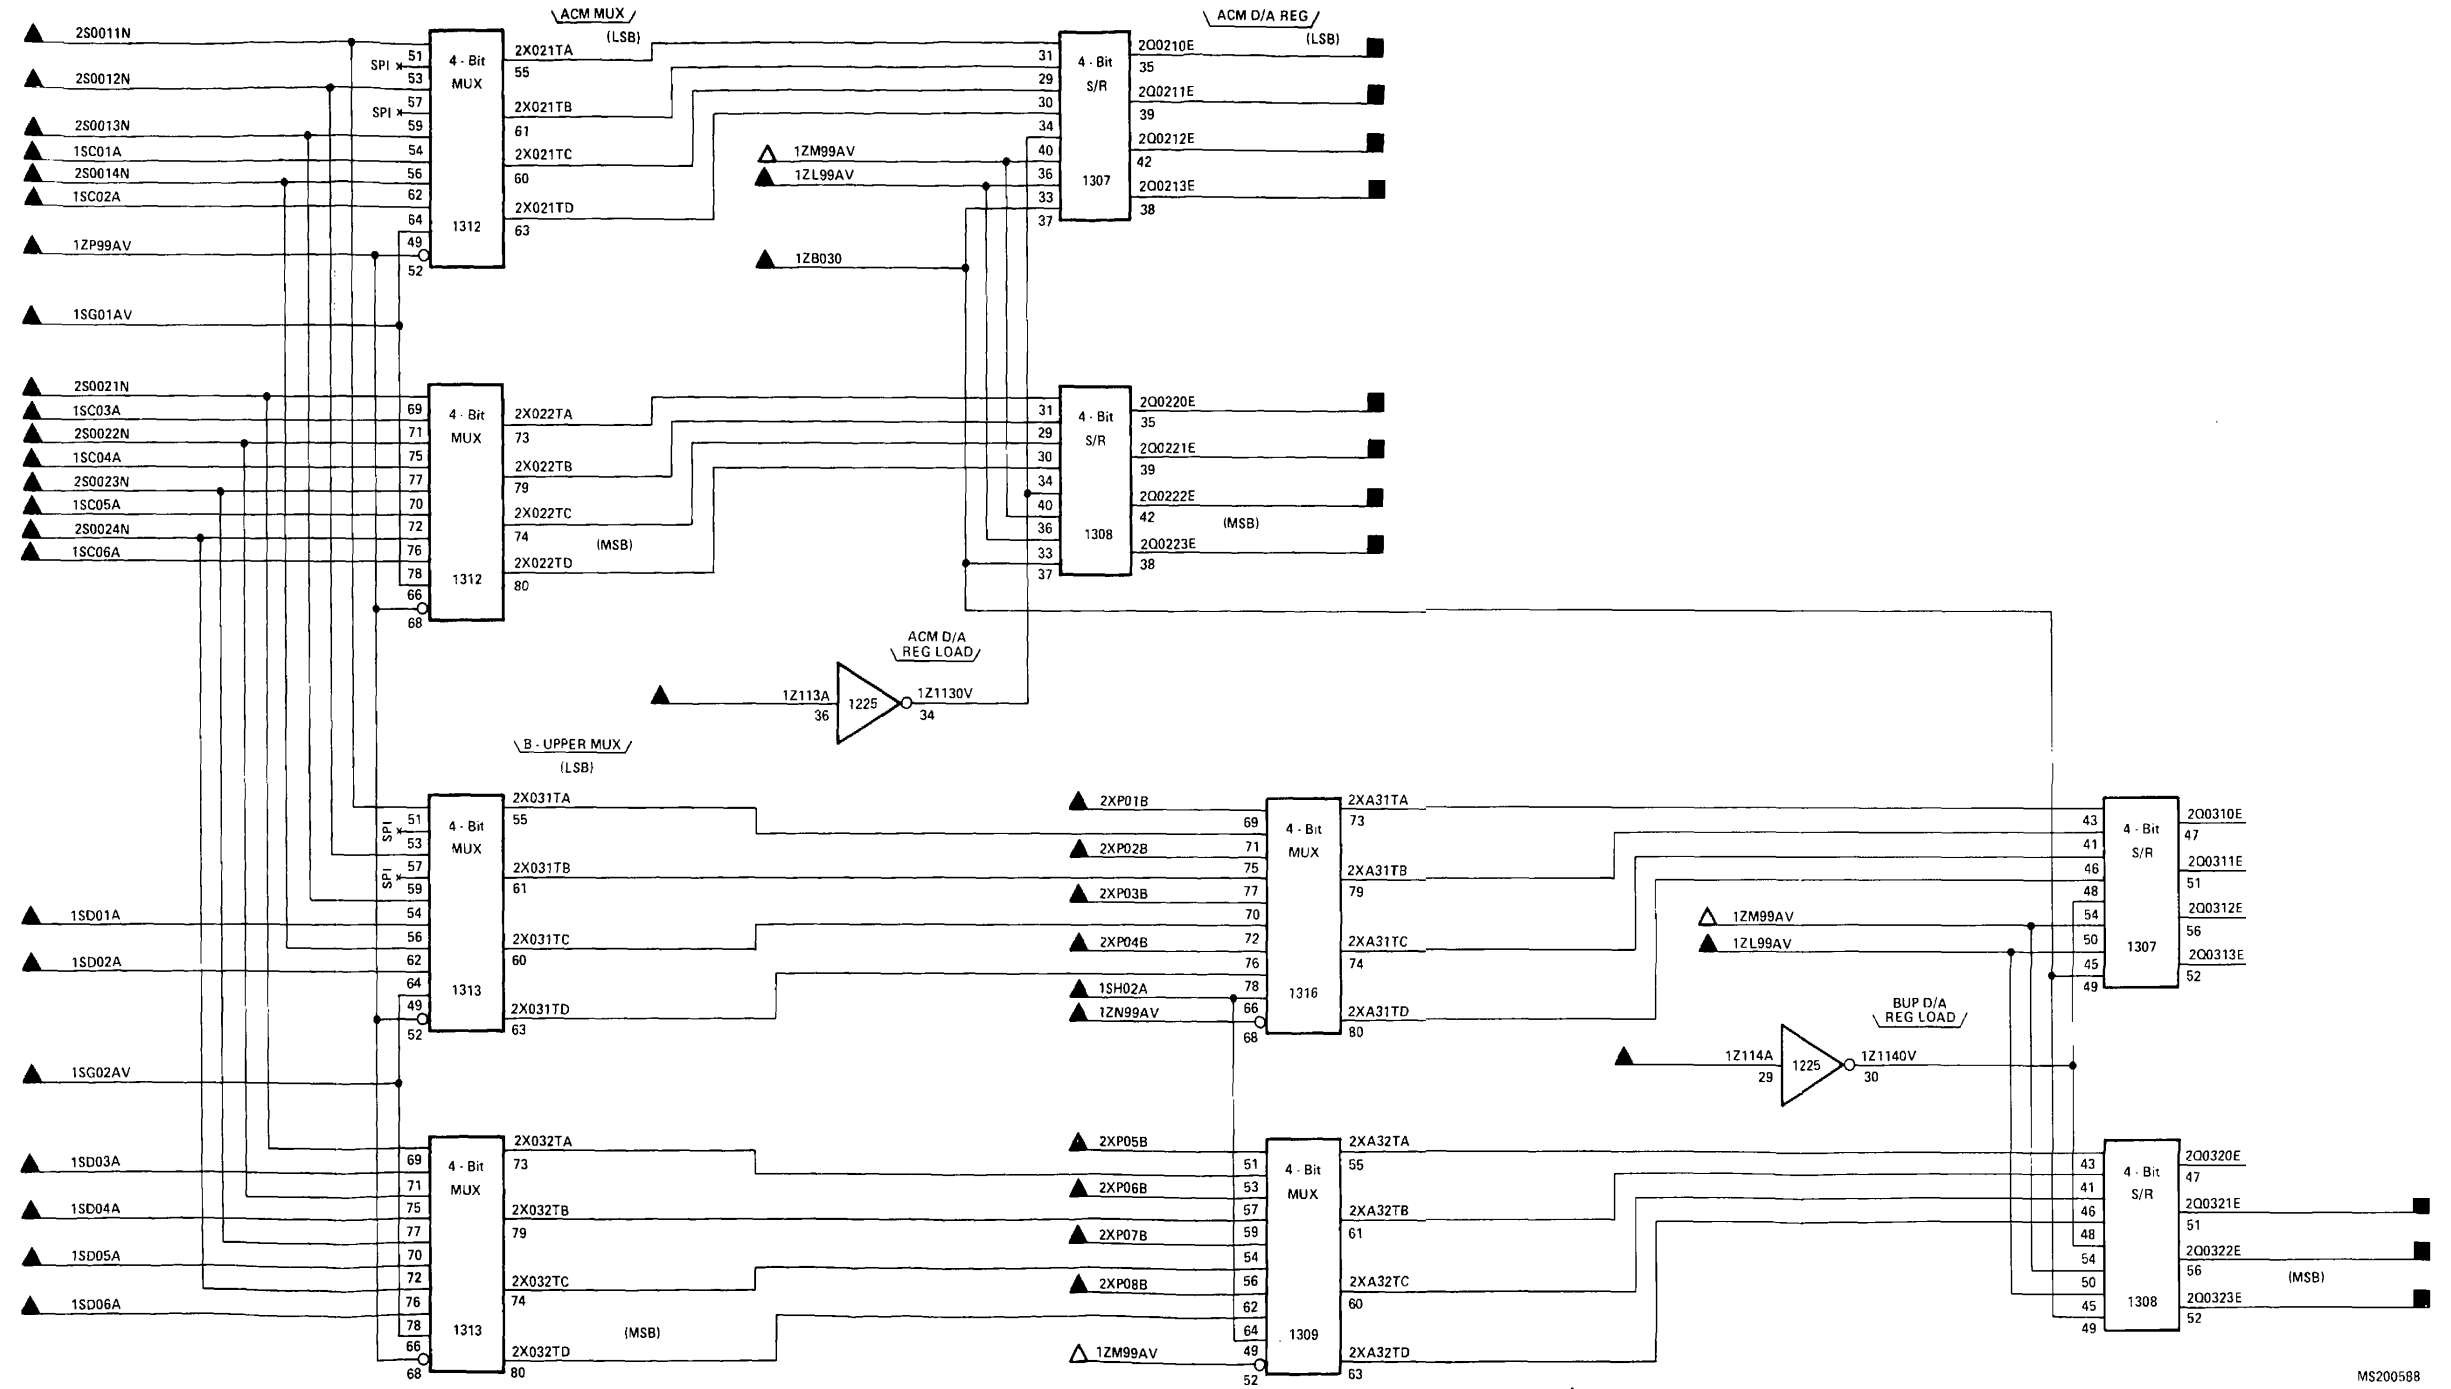 ACM MUX
(LSB)
2S0011N
51
SPI
53
2S0012N
57
SPI
59
2S0013N
54
1SC01A
56
2S0014N
62
1SC02A
64
49
1ZP99AV
52
4 - Bit
MUX
1312
2X021TA
55
2X021TB
61
2X021TC
60
2X021TD
63
1SG01AV
ACM D/A REG
(LSB)
31
29
30
34
40
1ZM99AV
36
1ZL99AV
33
37
1ZB030
4 - Bit
S/R
1307
2Q0210E
35
2Q0211E
39
2Q0212E
42
2Q0213E
38
2S0021N
69
1SC03A
71
2S0022N
75
1SC04A
77
2S0023N
70
1SC05A
72
2S0024N
76
1SC06A
78
66
68
4 - Bit
MUX
1312
2X022TA
73
2X022TB
79
2X022TC
74
(MSB)
2X022TD
80
31
29
30
34
40
36
33
37
4 - Bit
S/R
1308
2Q0220E
35
2Q0221E
39
2Q0222E
42
(MSB)
2Q0223E
38
ACM D/A
REG LOAD
1Z113A
36
1225
1Z1130V
34
B - UPPER MUX
(LSB)
51
SPI
53
57
SPI
59
1SD01A
54
56
1SD02A
62
64
49
52
4 - Bit
MUX
1313
2X031TA
55
2X031TB
61
2X031TC
60
2X031TD
63
1SG02AV
2XP01B
69
71
2XP02B
75
77
2XP03B
70
72
2XP04B
76
78
1SH02A
66
1ZN99AV
68
4 - Bit
MUX
1316
2XA31TA
73
2XA31TB
79
2XA31TC
74
2XA31TD
80
43
41
46
48
54
1ZM99AV
50
1ZL99AV
45
49
4 - Bit
S/R
1307
2Q0310E
47
2Q0311E
51
2Q0312E
56
2Q0313E
52
BUP D/A
REG LOAD
1Z114A
29
1225
1Z1140V
30
69
1SD03A
71
75
1SD04A
77
70
1SD05A
72
76
1SD06A
78
66
68
4 - Bit
MUX
1313
2X032TA
73
2X032TB
79
2X032TC
74
(MSB)
2X032TD
80
2XP05B
51
53
2XP06B
57
59
2XP07B
54
56
2XP08B
62
64
49
1ZM99AV
52
4 - Bit
MUX
1309
2XA32TA
55
2XA32TB
61
2XA32TC
60
2XA32TD
63
43
41
46
48
54
50
45
49
4 - Bit
S/R
1308
2Q0320E
47
2Q0321E
51
2Q0322E
56
(MSB)
2Q0323E
52
MS200588